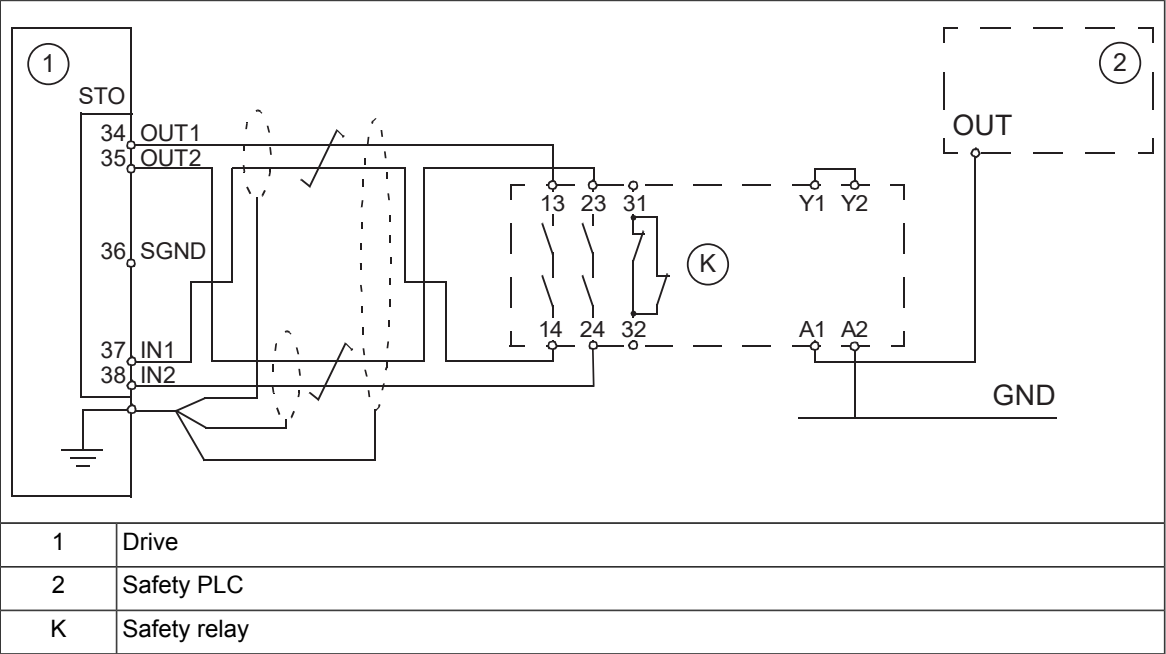 1
2
STO
34 OUT1
35 OUT2
OUT
13 23 31
Y1 Y2
36 SGND
K
14 24 32
A1 A2
37 IN1
38 IN2
GND
1 Drive
2 Safety PLC
K Safety relay